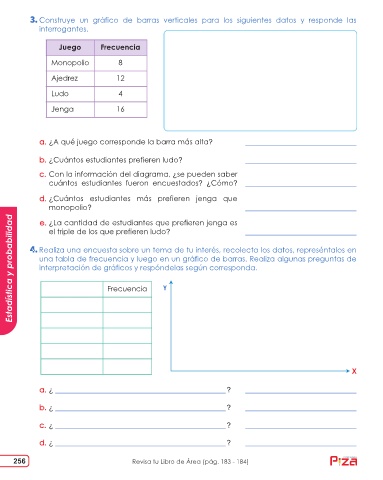 3. Construye un gráfico de barras verticales para los siguientes datos y responde las
interrogantes.
Juego Frecuencia
Monopolio 8
Ajedrez 12
Ludo 4
Jenga 16
a. ¿A qué juego corresponde la barra más alta?
b. ¿Cuántos estudiantes prefieren ludo?
c. Con la información del diagrama, ¿se pueden saber
cuántos estudiantes fueron encuestados? ¿Cómo?
d. ¿Cuántos estudiantes más prefieren jenga que
monopolio?
e. ¿La cantidad de estudiantes que prefieren jenga es
el triple de los que prefieren ludo?
4. Realiza una encuesta sobre un tema de tu interés, recolecta los datos, represéntalos en
una tabla de frecuencia y luego en un gráfico de barras. Realiza algunas preguntas de
interpretación de gráficos y respóndelas según corresponda.
Frecuencia
Y
X
a. ¿ ?
b. ¿ ?
c. ¿ ?
d. ¿ ?
Estadística y probabilidad
256
Revisa tu Libro de Área (pág. 183 - 184)